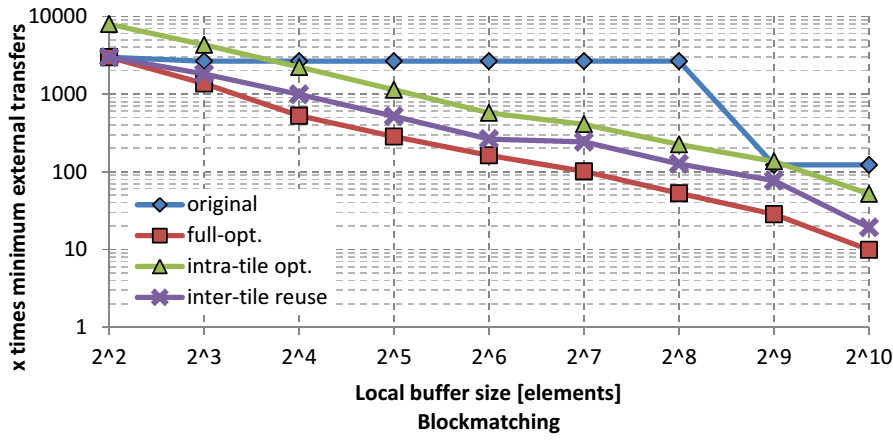 10000
1000
100
10
1
x times minimum external transfers
original
full-opt.
intra-tile opt.
inter-tile reuse
2^2 2^3 2^4 2^5 2^6 2^7 2^8 2^9 2^10
Local buffer size [elements]
Blockmatching